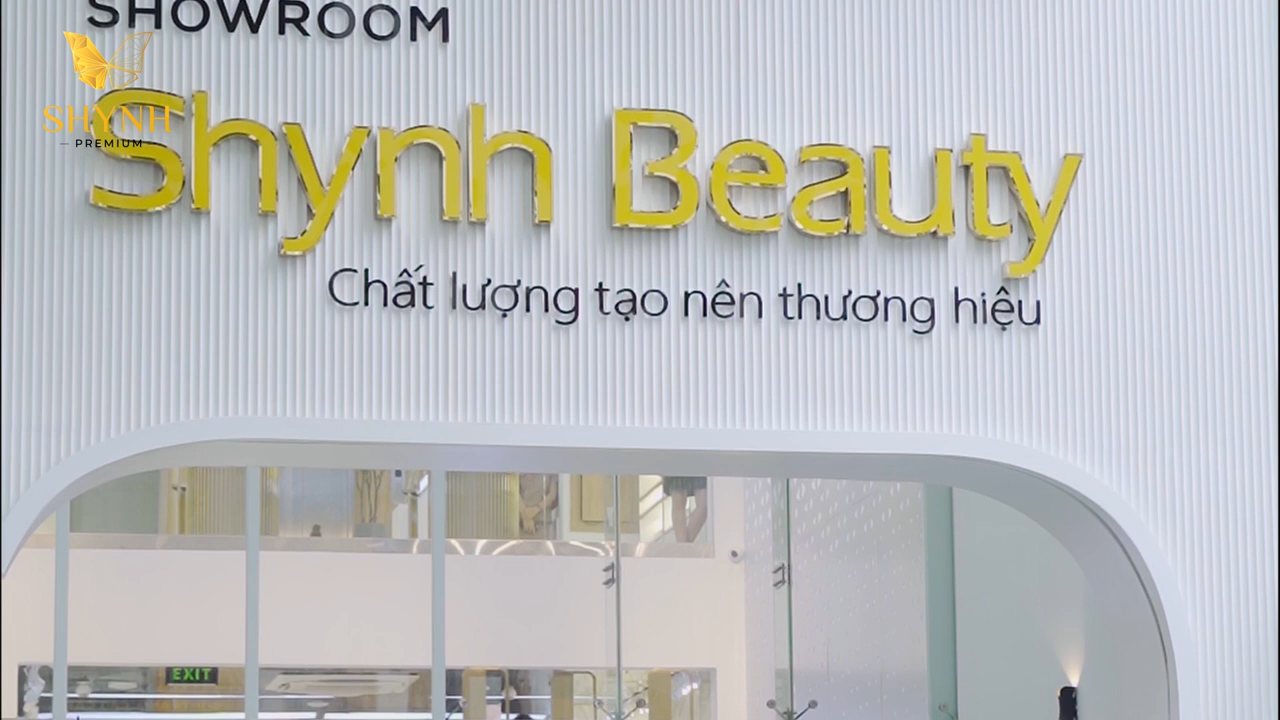 SHOWROOM
SHYNH
PREMIUM
Shynh Beauty
Chất lượng tạo nên thương hiệu
EXIT